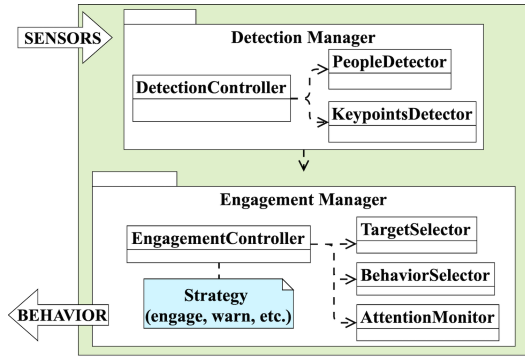 SENSORS
Detection Manager
PeopleDetector
DetectionController
KeypointsDetector
Engagement Manager
TargetSelector
EngagementController
BehaviorSelector
Strategy
(engage, warn, etc.)
BEHAVIOR
AttentionMonitor